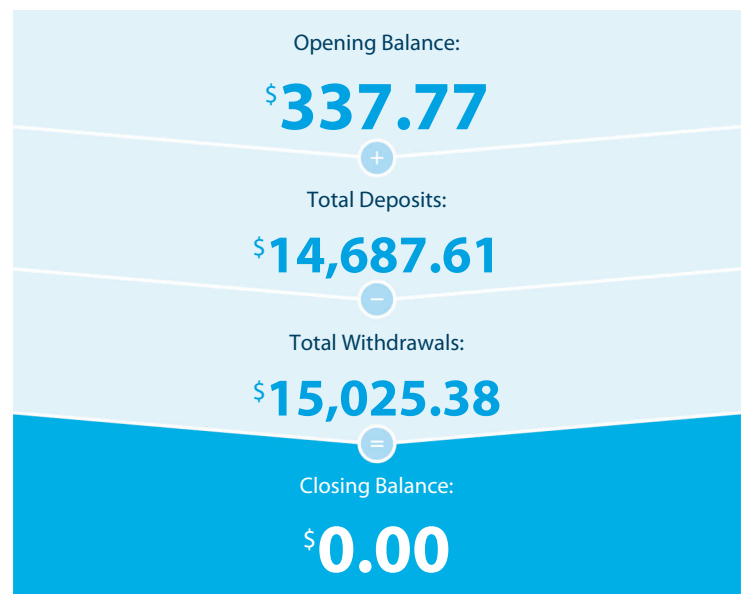 Opening Balance:
$337.77
+
Total Deposits:
$14,687.61
−
Total Withdrawals:
$15,025.38
=
Closing Balance:
$0.00